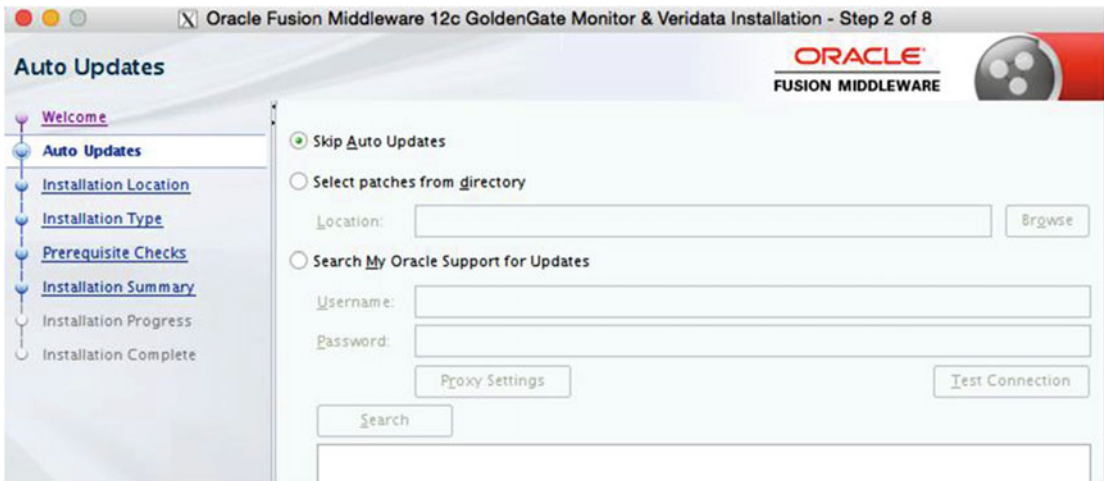 Oracle Fusion Middleware 12c GoldenGate Monitor & Veridata Installation - Step 2 of 8
Auto Updates
ORACLE
FUSION MIDDLEWARE
Welcome
Auto Updates
Installation Location
Installation Type
Prerequisite Checks
Installation Summary
Installation Progress
Installation Complete
Skip Auto Updates
Select patches from directory
Location:
Browse
Search My Oracle Support for Updates
Username:
Password:
Proxy Settings
Test Connection
Search